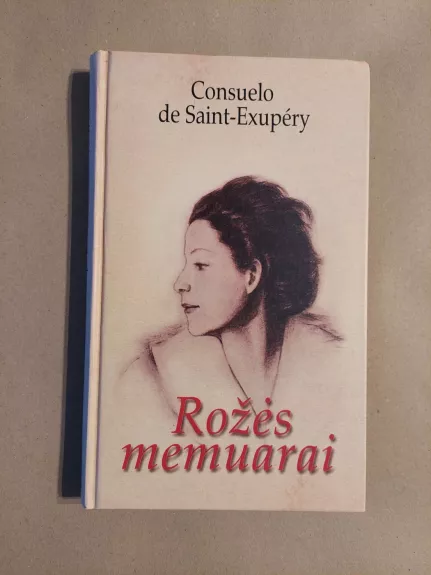 Consuelo
de Saint-Exupéry
Rožės
memuarai